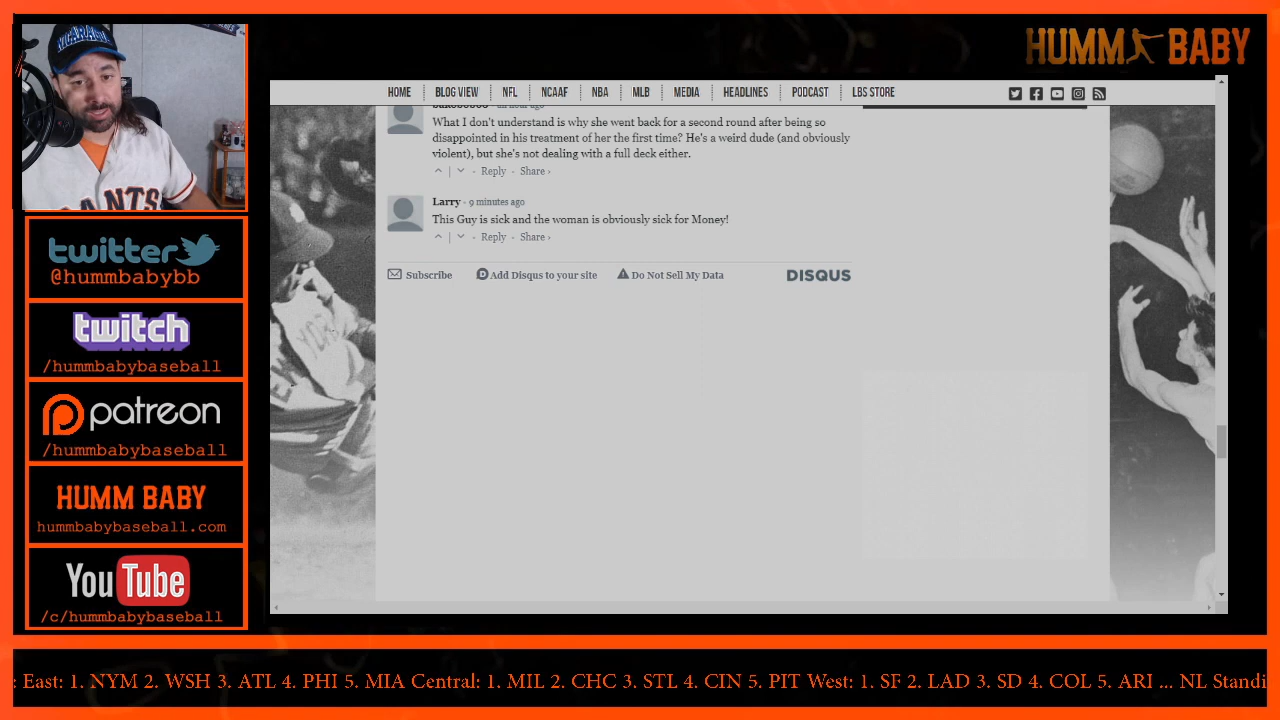 NICARAGUA
GIANTS
HUMM BABY
HOME BLOG VIEW NFL NCAAF NBA MLB MEDIA HEADLINES PODCAST LBS STORE
What I don't understand is why she went back for a second round after being so
disappointed in his treatment of her the first time? He's a weird dude (and obviously
violent), but she's not dealing with a full deck either.
Reply Share ›
Larry - 9 minutes ago
This Guy is sick and the woman is obviously sick for Money!
Reply Share ›
Subscribe Add Disqus to your site Do Not Sell My Data DISQUS
twitter
@hummbabybb
twitch
/hummbabybaseball
patreon
/hummbabybaseball
HUMM BABY
hummbabybaseball.com
YouTube
/c/hummbabybaseball
: East: 1. NYM 2. WSH 3. ATL 4. PHI 5. MIA Central: 1. MIL 2. CHC 3. STL 4. CIN 5. PIT West: 1. SF 2. LAD 3. SD 4. COL 5. ARI ... NL Standi